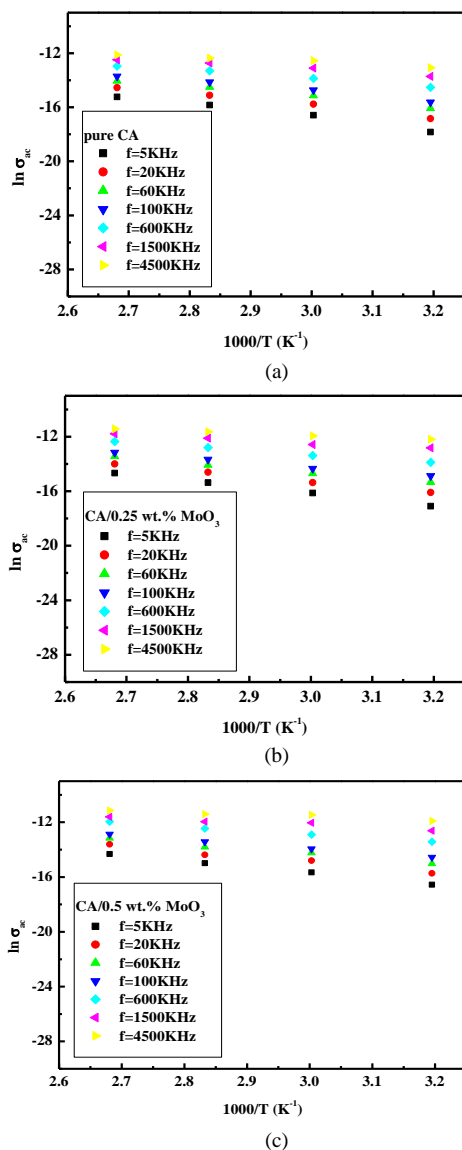 -12
-16
-20
-24
-28
ln σac
pure CA
f=5KHz
f=20KHz
f=60KHz
f=100KHz
f=600KHz
f=1500KHz
f=4500KHz
2.6 2.7 2.8 2.9 3.0 3.1 3.2
1000/T (K⁻¹)
(a)
-12
-16
-20
-24
-28
ln σac
CA/0.25 wt.% MoO₃
f=5KHz
f=20KHz
f=60KHz
f=100KHz
f=600KHz
f=1500KHz
f=4500KHz
2.6 2.7 2.8 2.9 3.0 3.1 3.2
1000/T (K⁻¹)
(b)
-12
-16
-20
-24
-28
ln σac
CA/0.5 wt.% MoO₃
f=5KHz
f=20KHz
f=60KHz
f=100KHz
f=600KHz
f=1500KHz
f=4500KHz
2.6 2.7 2.8 2.9 3.0 3.1 3.2
1000/T (K⁻¹)
(c)